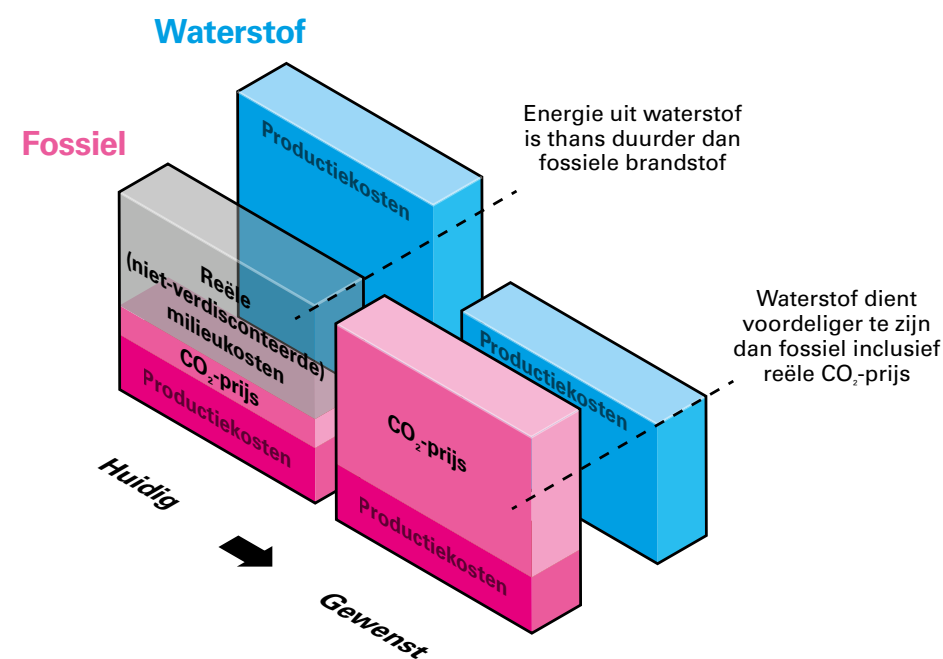 Waterstof
Fossiel
Productiekosten
Energie uit waterstof
is thans duurder dan
fossiele brandstof
Reële
(niet-verdisconteerde)
milieukosten
CO₂-prijs
Productiekosten
Productiekosten
Waterstof dient
voordeliger te zijn
dan fossiel inclusief
reële CO₂-prijs
CO₂-prijs
Productiekosten
Huidig
Gewenst